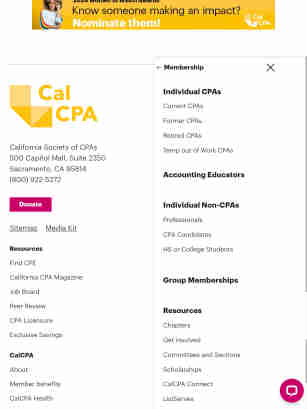 Know someone making an impact?
Nominate them!
Cal
CPA
← Membership
Individual CPAs
Current CPAs
Former CPAs
Retired CPAs
Temp out of Work CPAs
Accounting Educators
Individual Non-CPAs
Professionals
CPA Candidates
HS or College Students
Group Memberships
Resources
Chapters
Get Involved
Committees and Sections
Scholarships
CalCPA Connect
ListServes
Cal
CPA
California Society of CPAs
500 Capitol Mall, Suite 2350
Sacramento, CA 95814
(800) 922-5272
Donate
Sitemap Media Kit
Resources
Find CPE
California CPA Magazine
Job Board
Peer Review
CPA Licensure
Exclusive Savings
CalCPA
About
Member benefits
CalCPA Health